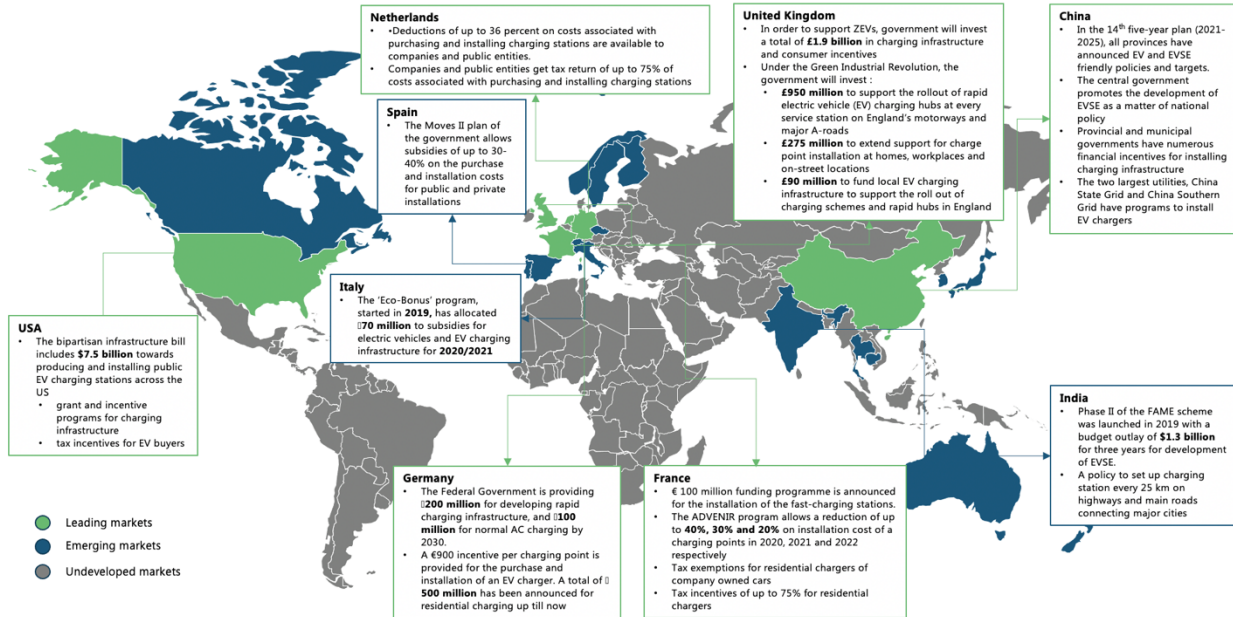 Netherlands
• •Deductions of up to 36 percent on costs associated with
purchasing and installing charging stations are available to
companies and public entities.
• Companies and public entities get tax return of up to 75% of
costs associated with purchasing and installing charging stations
United Kingdom
• In order to support ZEVs, government will invest
a total of £1.9 billion in charging infrastructure
and consumer incentives
• Under the Green Industrial Revolution, the
government will invest :
• £950 million to support the rollout of rapid
electric vehicle (EV) charging hubs at every
service station on England's motorways and
major A-roads
• £275 million to extend support for charge
point installation at homes, workplaces and
on-street locations
• £90 million to fund local EV charging
infrastructure to support the roll out of
charging schemes and rapid hubs in England
China
• In the 14th five-year plan (2021-
2025), all provinces have
announced EV and EVSE
friendly policies and targets.
• The central government
promotes the development of
EVSE as a matter of national
policy
• Provincial and municipal
governments have numerous
financial incentives for installing
charging infrastructure
• The two largest utilities, China
State Grid and China Southern
Grid have programs to install
EV chargers
Spain
• The Moves II plan of
the government allows
subsidies of up to 30-
40% on the purchase
and installation costs
for public and private
installations
Italy
• The 'Eco-Bonus' program,
started in 2019, has allocated
▯70 million to subsidies for
electric vehicles and EV charging
infrastructure for 2020/2021
USA
• The bipartisan infrastructure bill
includes $7.5 billion towards
producing and installing public
EV charging stations across the
US
• grant and incentive
programs for charging
infrastructure
• tax incentives for EV buyers
India
• Phase II of the FAME scheme
was launched in 2019 with a
budget outlay of $1.3 billion
for three years for development
of EVSE.
• A policy to set up charging
station every 25 km on
highways and main roads
connecting major cities
Germany
• The Federal Government is providing
▯200 million for developing rapid
charging infrastructure, and ▯100
million for normal AC charging by
2030.
• A €900 incentive per charging point is
provided for the purchase and
installation of an EV charger. A total of ▯
500 million has been announced for
residential charging up till now
France
• € 100 million funding programme is announced
for the installation of the fast-charging stations.
• The ADVENIR program allows a reduction of up
to 40%, 30% and 20% on installation cost of a
charging points in 2020, 2021 and 2022
respectively
• Tax exemptions for residential chargers of
company owned cars
• Tax incentives of up to 75% for residential
chargers
Leading markets
Emerging markets
Undeveloped markets